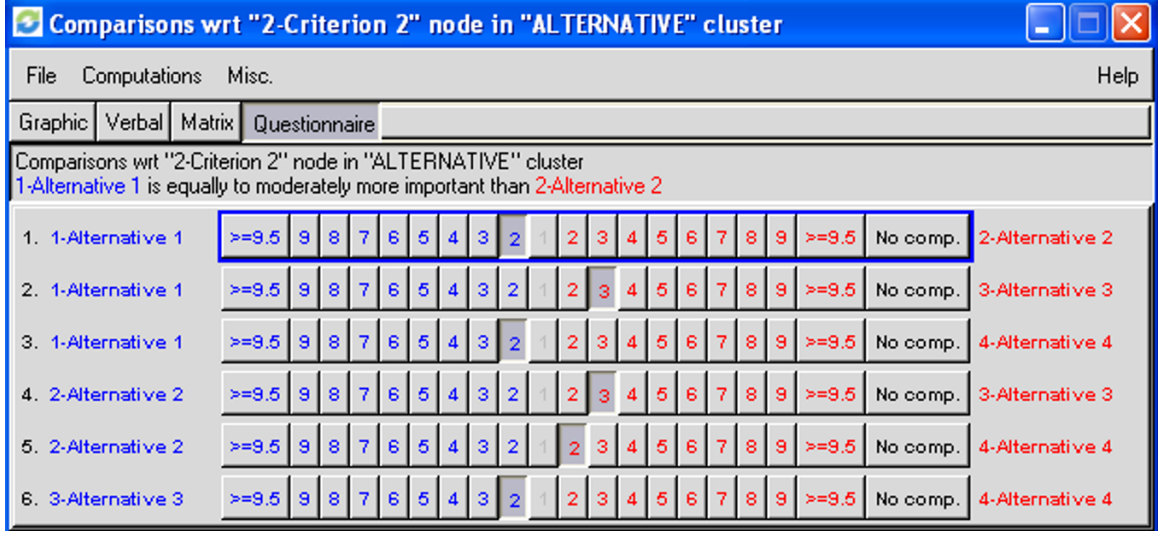 Comparisons wrt "2-Criterion 2" node in "ALTERNATIVE" cluster
File Computations Misc. Help
Graphic Verbal Matrix Questionnaire
Comparisons wrt "2-Criterion 2" node in "ALTERNATIVE" cluster
1-Alternative 1 is equally to moderately more important than 2-Alternative 2
1. 1-Alternative 1 >=9.5 9 8 7 6 5 4 3 2 1 2 3 4 5 6 7 8 9 >=9.5 No comp. 2-Alternative 2
2. 1-Alternative 1 >=9.5 9 8 7 6 5 4 3 2 1 2 3 4 5 6 7 8 9 >=9.5 No comp. 3-Alternative 3
3. 1-Alternative 1 >=9.5 9 8 7 6 5 4 3 2 1 2 3 4 5 6 7 8 9 >=9.5 No comp. 4-Alternative 4
4. 2-Alternative 2 >=9.5 9 8 7 6 5 4 3 2 1 2 3 4 5 6 7 8 9 >=9.5 No comp. 3-Alternative 3
5. 2-Alternative 2 >=9.5 9 8 7 6 5 4 3 2 1 2 3 4 5 6 7 8 9 >=9.5 No comp. 4-Alternative 4
6. 3-Alternative 3 >=9.5 9 8 7 6 5 4 3 2 1 2 3 4 5 6 7 8 9 >=9.5 No comp. 4-Alternative 4